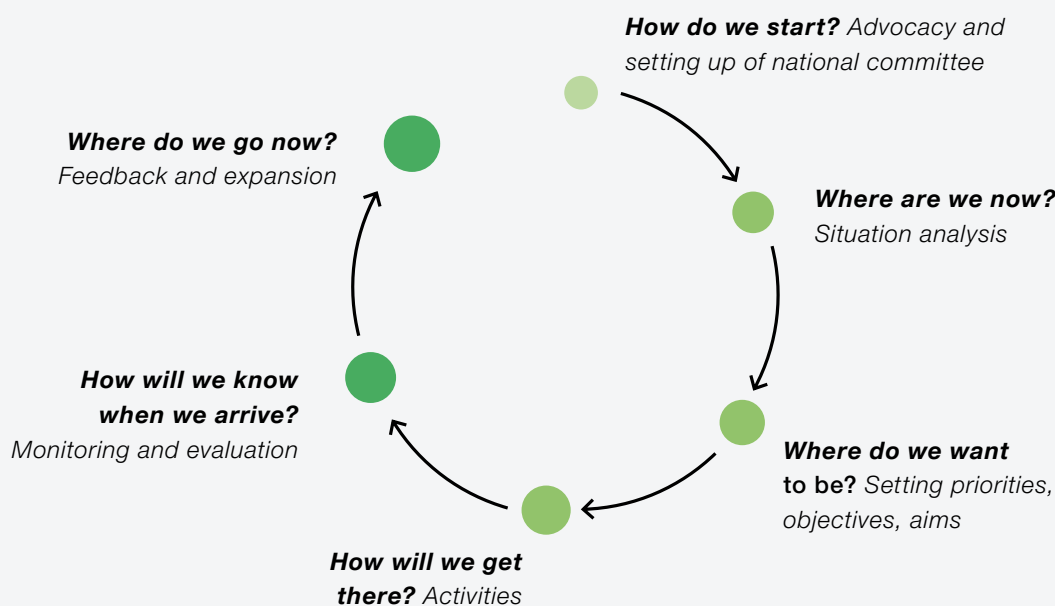 How do we start? Advocacy and
setting up of national committee
Where are we now?
Situation analysis
Where do we want
to be? Setting priorities,
objectives, aims
How will we get
there? Activities
How will we know
when we arrive?
Monitoring and evaluation
Where do we go now?
Feedback and expansion